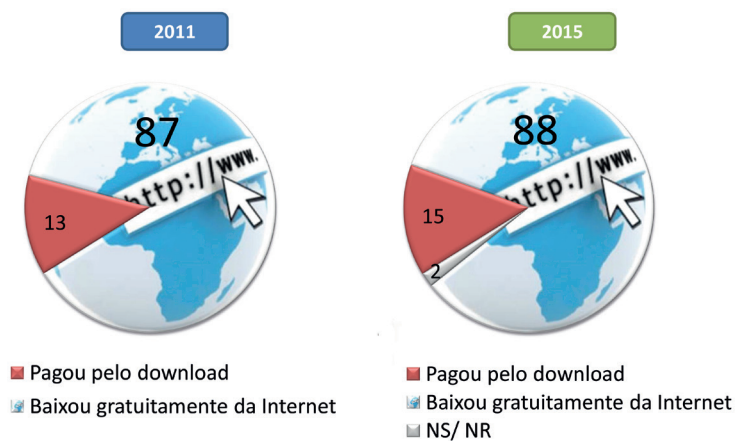 2011
2015
87
http://www.
13
88
http://www.
15
2
Pagou pelo download
Baixou gratuitamente da Internet
Pagou pelo download
Baixou gratuitamente da Internet
NS/ NR